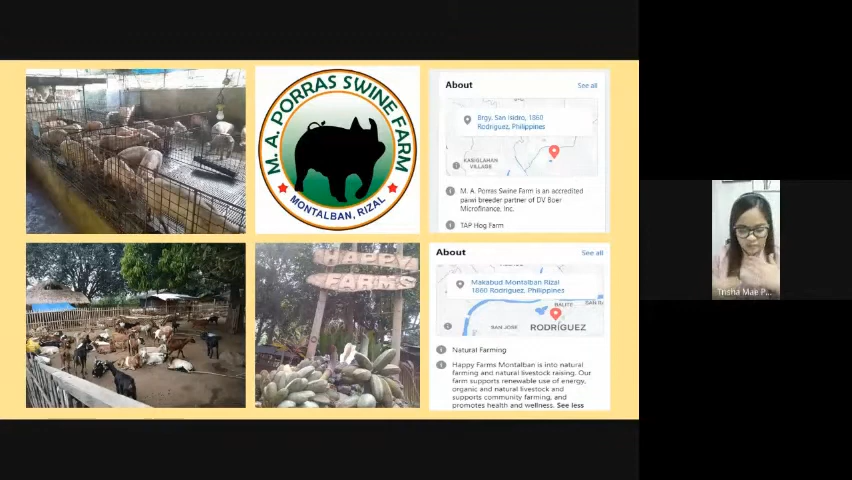 M. A. PORRAS SWINE FARM
MONTALBAN, RIZAL
About
See all
Brgy. San Isidro, 1860
Rodriguez, Philippines
KASIGLAHAN
VILLAGE
M. A. Porras Swine Farm is an accredited
paiwi breeder partner of DV Boer
Microfinance, Inc.
TAP Hog Farm
HAPPY
FARMS
About
See all
Makabud Montalban Rizal
1860 Rodriguez, Philippines
BALITE
SAN JOSE
RODRIGUEZ
Natural Farming
Happy Farms Montalban is into natural
farming and natural livestock raising. Our
farm supports renewable use of energy,
organic and natural livestock and
supports community farming, and
promotes health and wellness. See less
Trisha Mae P...